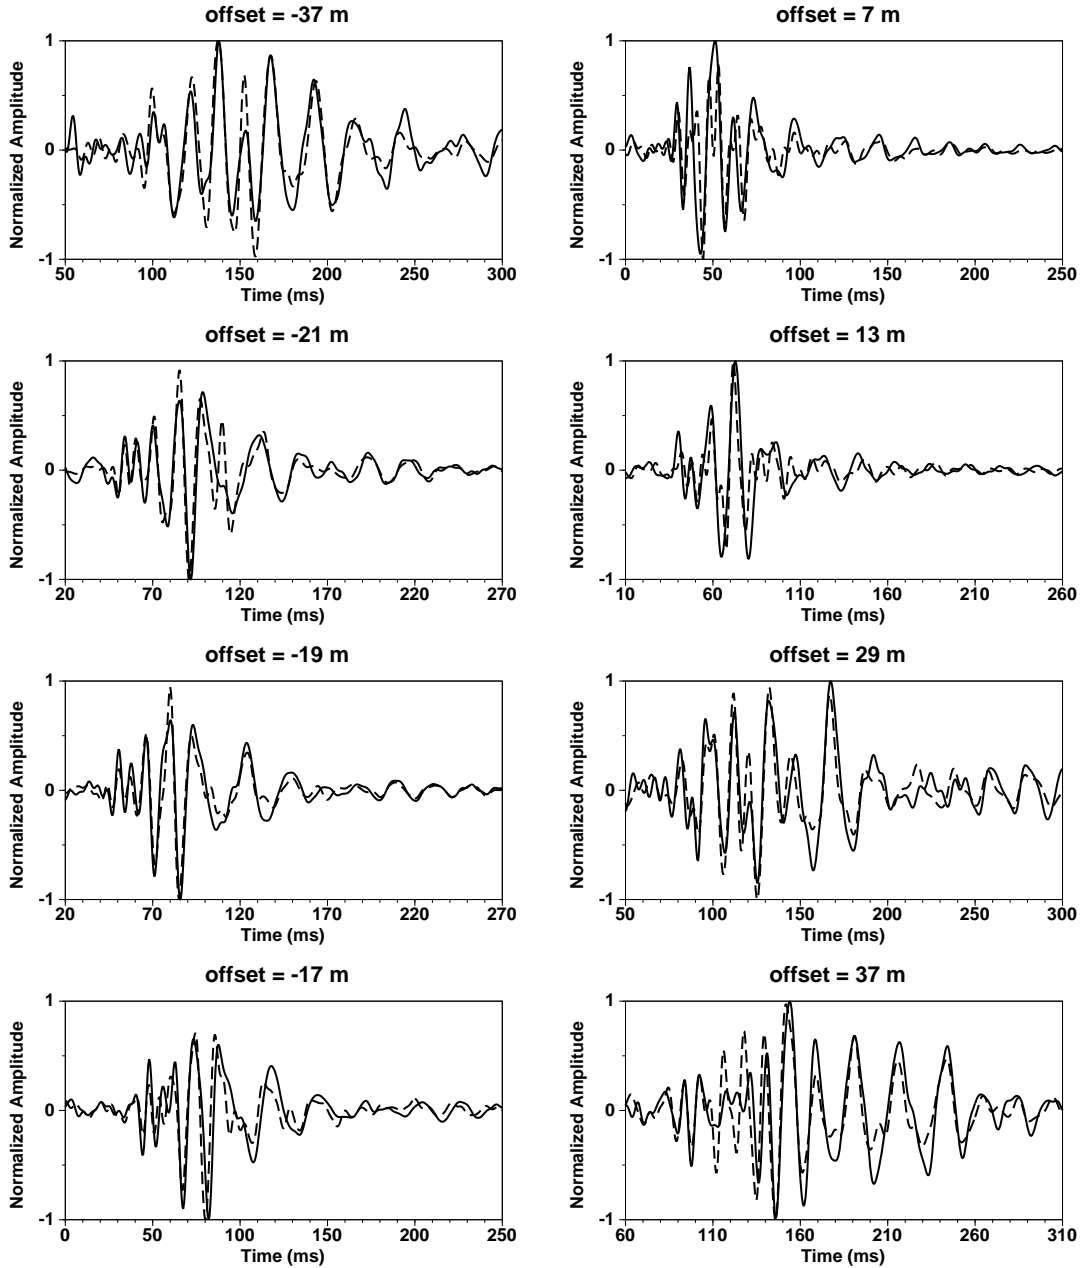 offset = -37 m
1
0
-1
Normalized Amplitude
50 100 150 200 250 300
Time (ms)
offset = 7 m
1
0
-1
Normalized Amplitude
0 50 100 150 200 250
Time (ms)
offset = -21 m
1
0
-1
Normalized Amplitude
20 70 120 170 220 270
Time (ms)
offset = 13 m
1
0
-1
Normalized Amplitude
10 60 110 160 210 260
Time (ms)
offset = -19 m
1
0
-1
Normalized Amplitude
20 70 120 170 220 270
Time (ms)
offset = 29 m
1
0
-1
Normalized Amplitude
50 100 150 200 250 300
Time (ms)
offset = -17 m
1
0
-1
Normalized Amplitude
0 50 100 150 200 250
Time (ms)
offset = 37 m
1
0
-1
Normalized Amplitude
60 110 160 210 260 310
Time (ms)